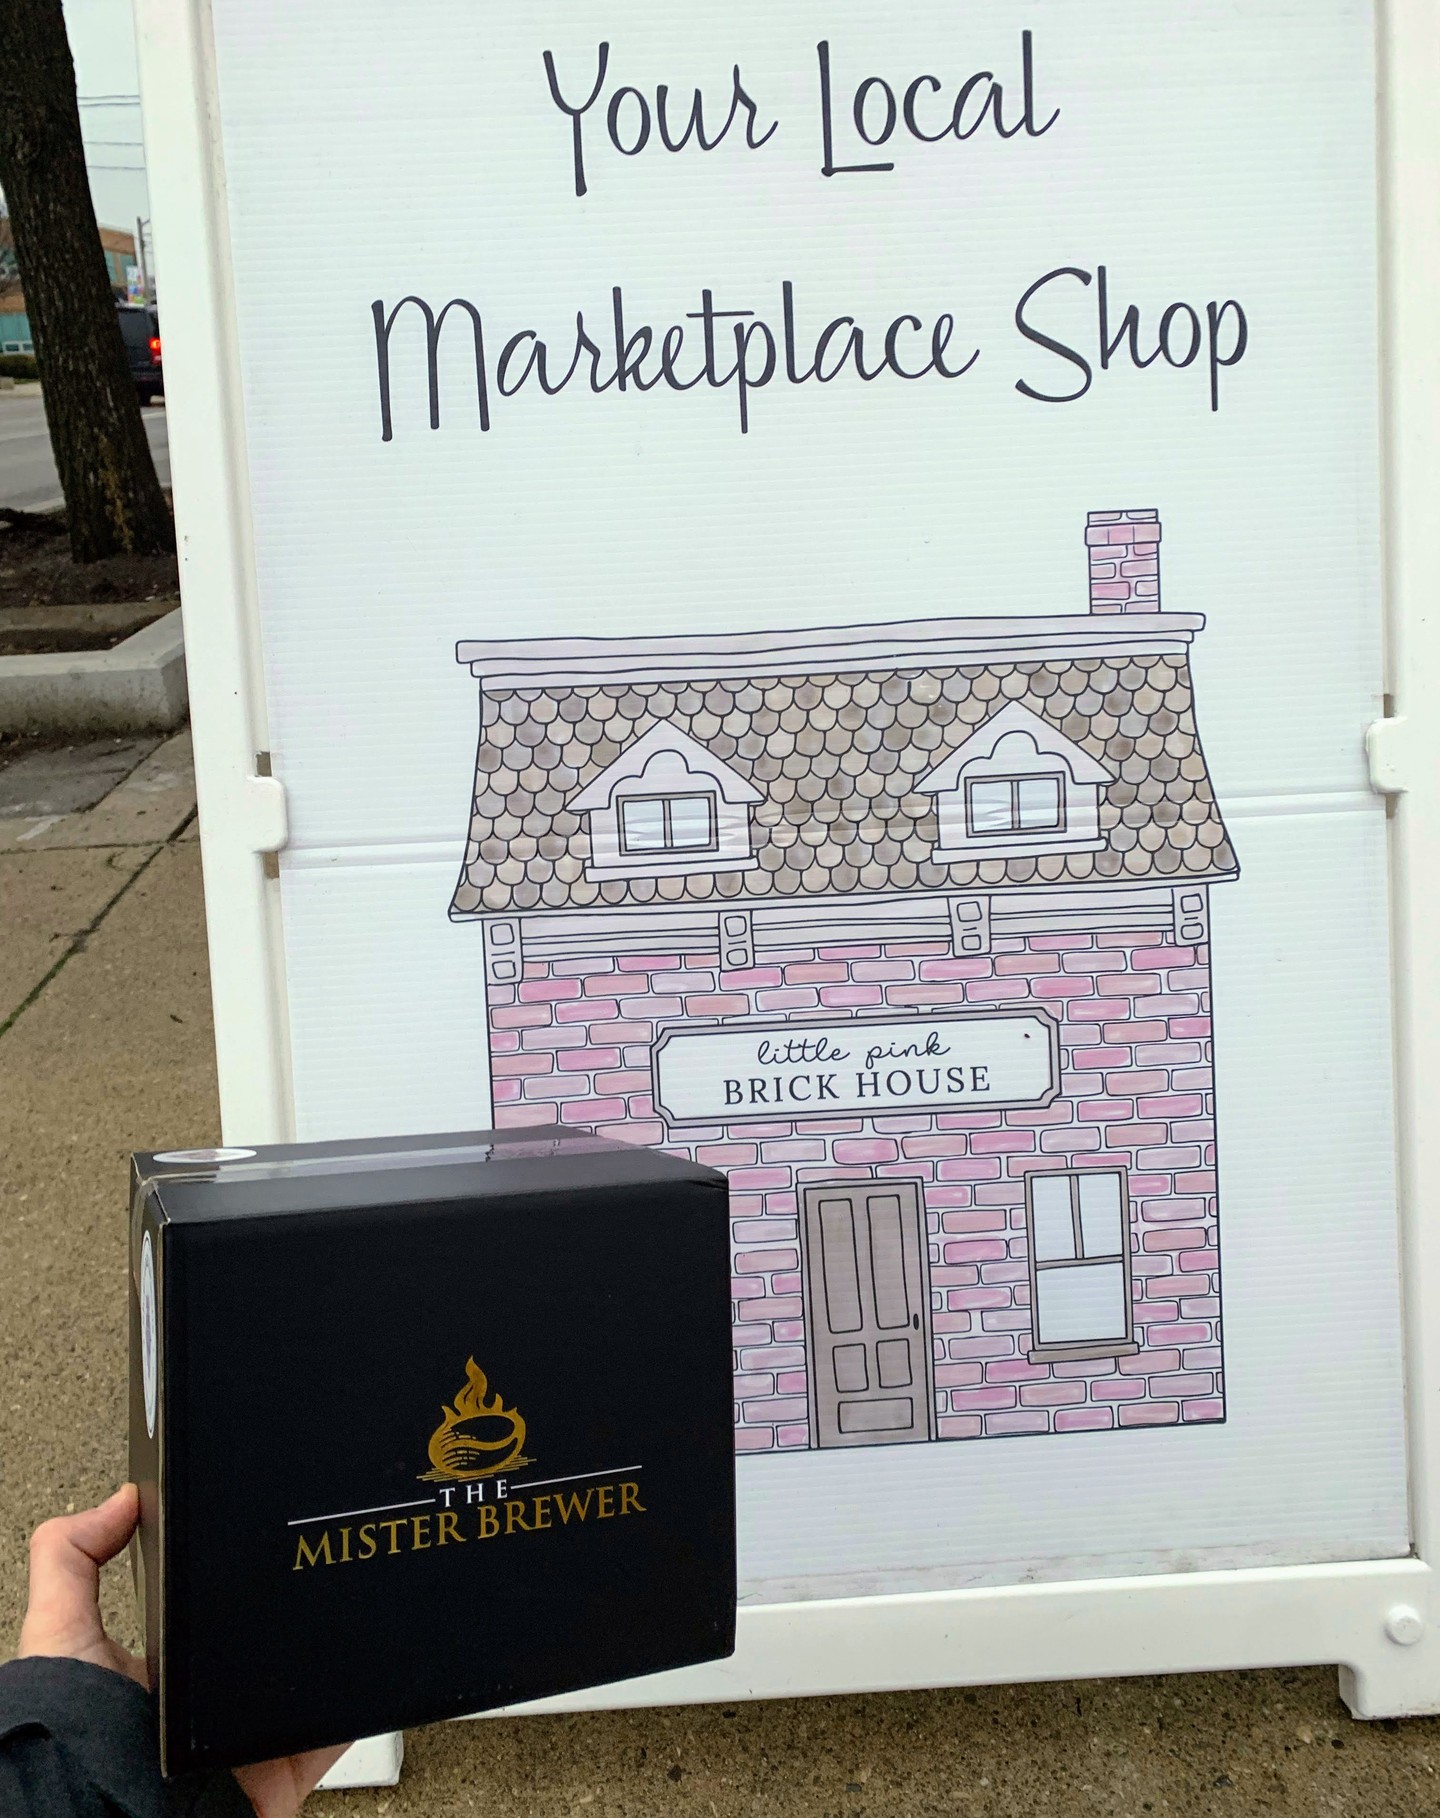 Your Local
Marketplace Shop
little pink
BRICK HOUSE
THE
MISTER BREWER